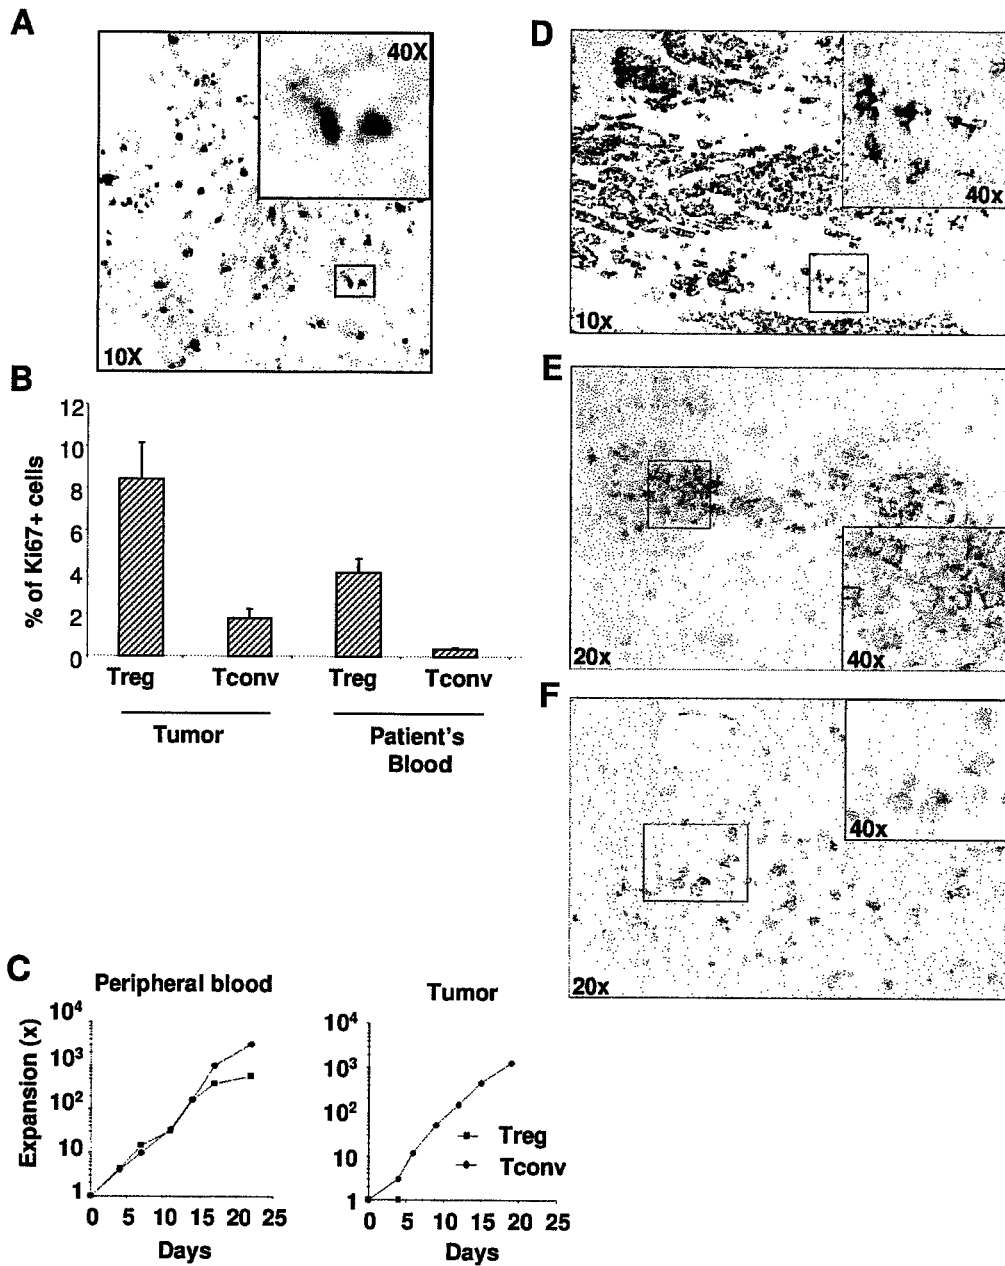 A
40X
10X
B
% of Ki67+ cells
12
10
8
6
4
2
0
Treg Tconv Treg Tconv
Tumor Patient's
Blood
C
Peripheral blood
Expansion (x)
10⁴
10³
10²
10
1
0 5 10 15 20 25
Days
Tumor
10⁴
10³
10²
10
1
Treg
Tconv
0 5 10 15 20 25
Days
D
40x
10x
E
20x
40x
F
40x
20x